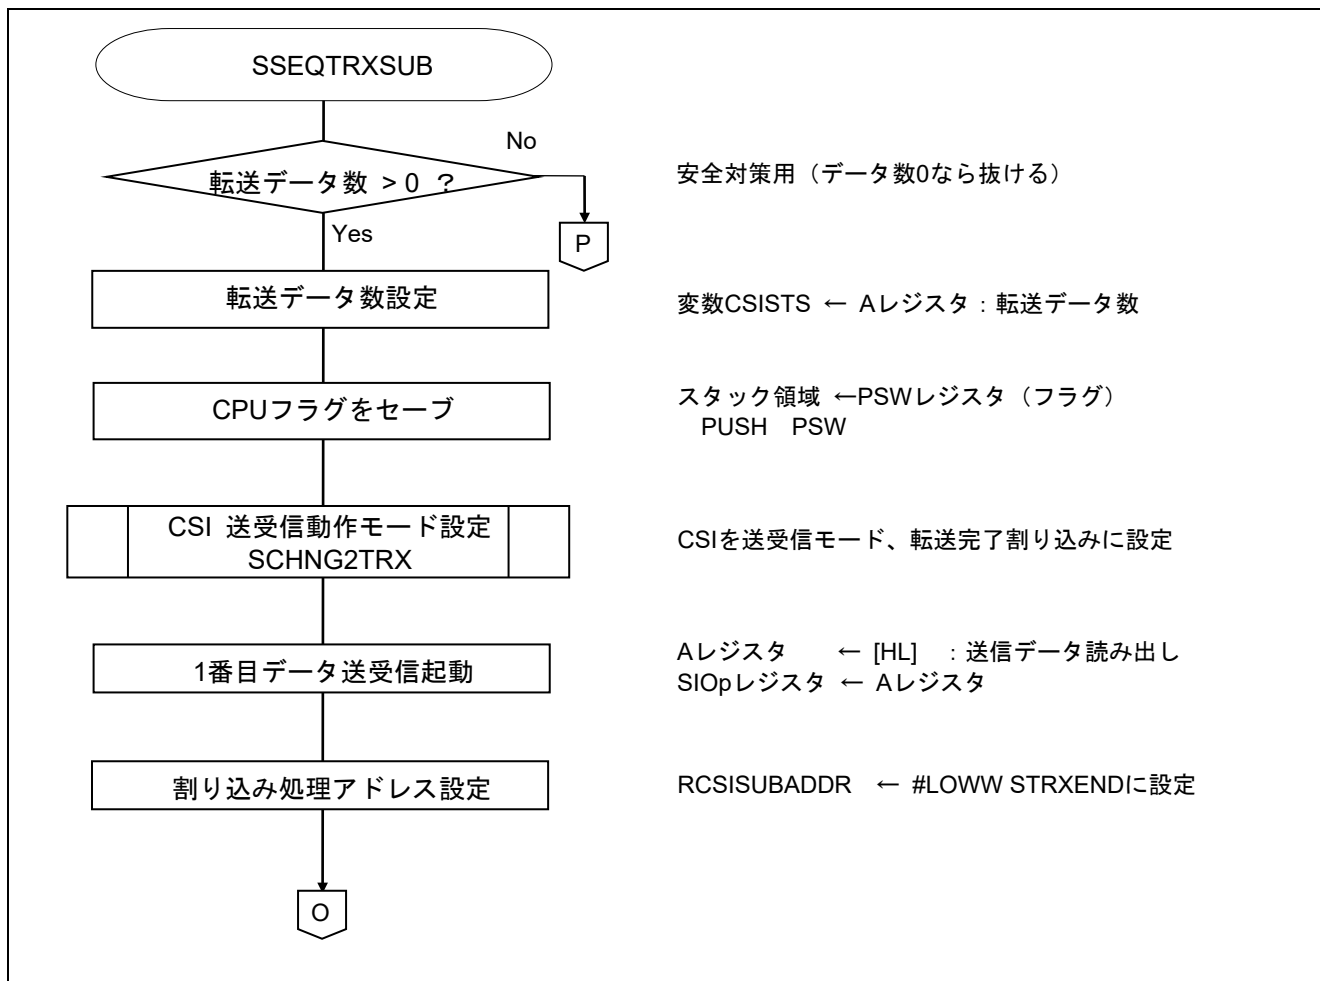 SSEQTRXSUB
No
転送データ数 > 0 ?
安全対策用（データ数0なら抜ける）
Yes
P
転送データ数設定
変数CSISTS ← Aレジスタ：転送データ数
CPUフラグをセーブ
スタック領域 ←PSWレジスタ（フラグ）
PUSH PSW
CSI 送受信動作モード設定
SCHNG2TRX
CSIを送受信モード、転送完了割り込みに設定
1番目データ送受信起動
Aレジスタ ← [HL] ：送信データ読み出し
SIOpレジスタ ← Aレジスタ
割り込み処理アドレス設定
RCSISUBADDR ← #LOWW STRXENDに設定
O